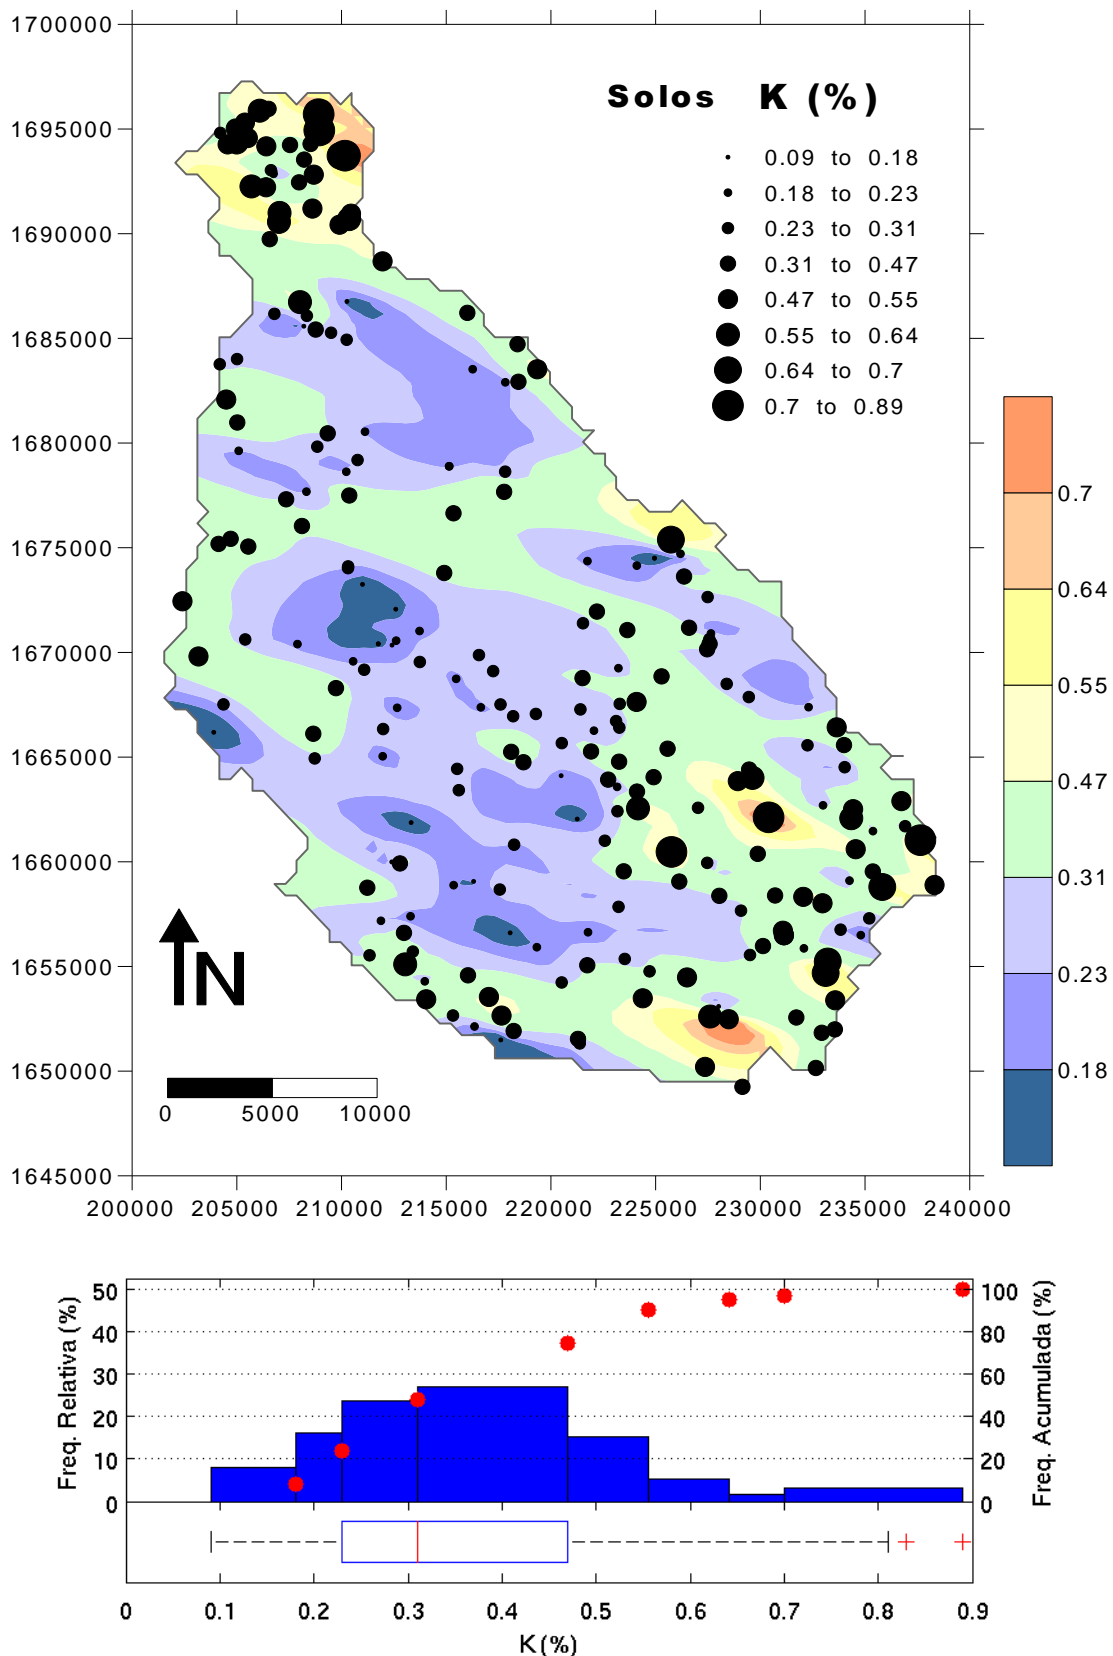 1700000
1695000
1690000
1685000
1680000
1675000
1670000
1665000
1660000
1655000
1650000
1645000
200000 205000 210000 215000 220000 225000 230000 235000 240000
Solos K (%)
0.09 to 0.18
0.18 to 0.23
0.23 to 0.31
0.31 to 0.47
0.47 to 0.55
0.55 to 0.64
0.64 to 0.7
0.7 to 0.89
0.7
0.64
0.55
0.47
0.31
0.23
0.18
N
0 5000 10000
Freq. Relativa (%)
50
40
30
20
10
0
100
80
60
40
20
0
Freq. Acumulada (%)
0 0.1 0.2 0.3 0.4 0.5 0.6 0.7 0.8 0.9
K (%)